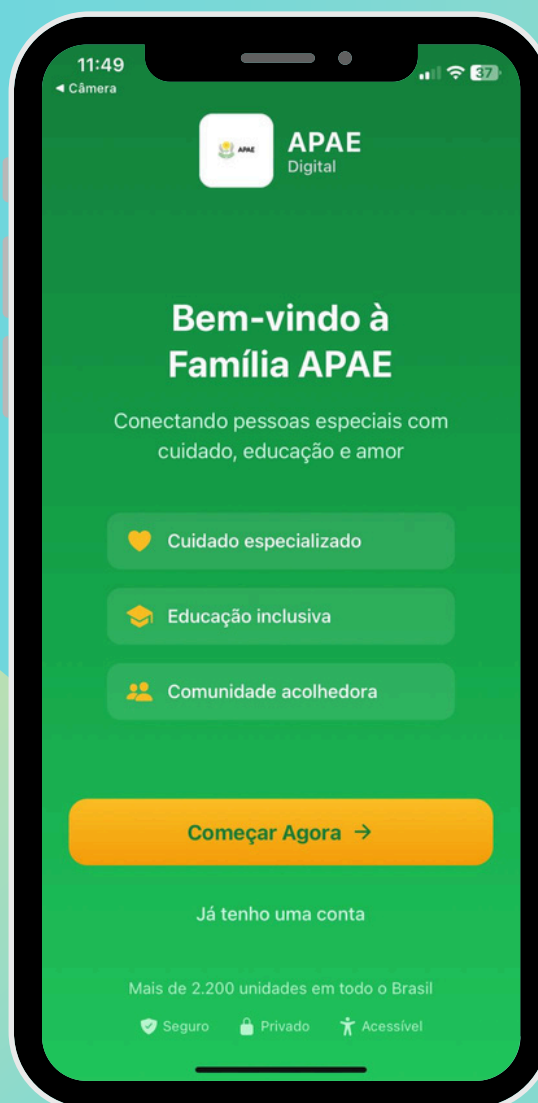 11:49
◀ Câmera
37
APAE
APAE
Digital
Bem-vindo à
Família APAE
Conectando pessoas especiais com
cuidado, educação e amor
Cuidado especializado
Educação inclusiva
Comunidade acolhedora
Começar Agora →
Já tenho uma conta
Mais de 2.200 unidades em todo o Brasil
Seguro Privado Acessível